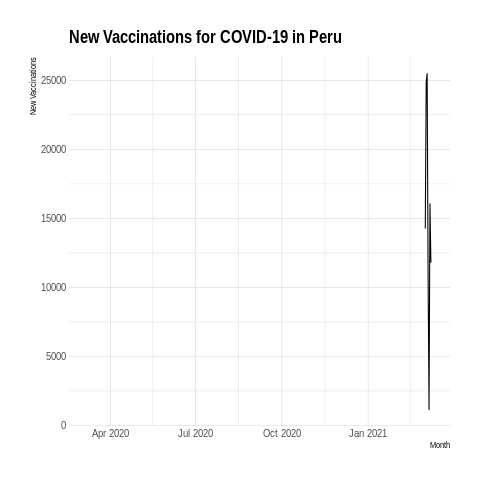 New Vaccinations for COVID-19 in Peru
New Vaccinations
25000
20000
15000
10000
5000
0
Apr 2020 Jul 2020 Oct 2020 Jan 2021
Month